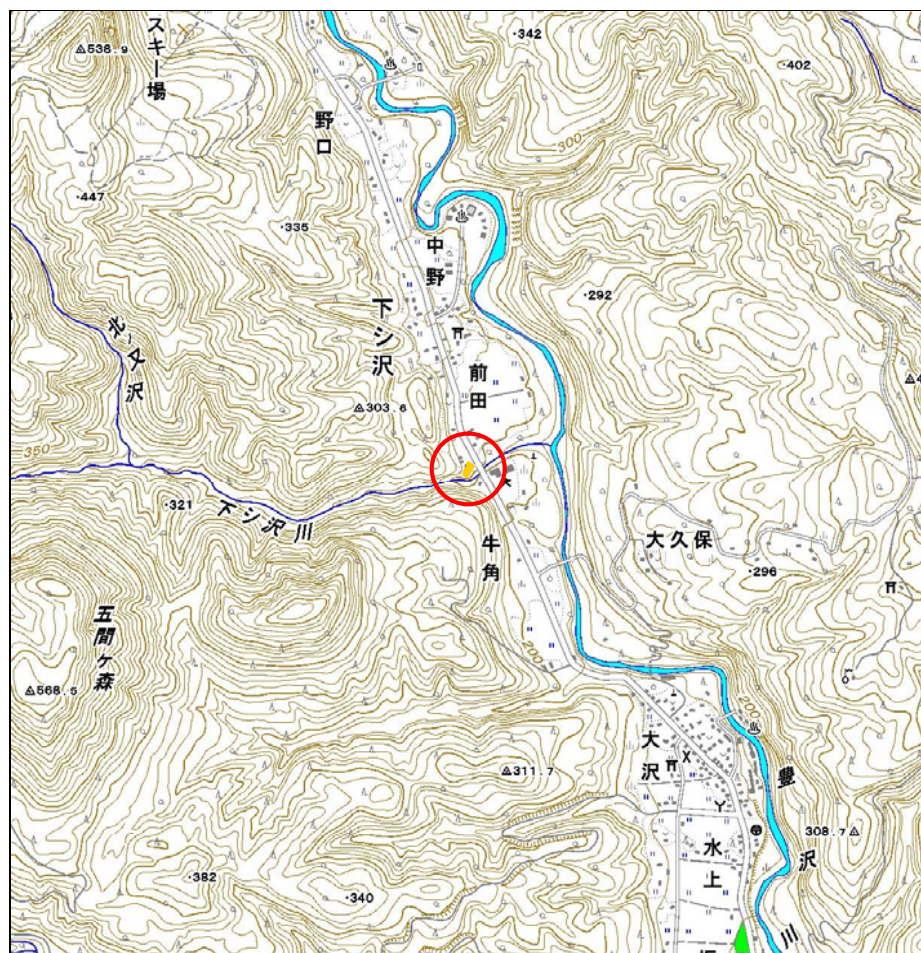 スキー場
538.9
342
402
野口
300
447
335
中野
292
北ノ又沢
下シ沢
前田
303.6
350
321
下シ沢川
大久保
牛角
296
五間ヶ森
200
568.5
大沢
200
豊沢川
311.7
308.7
水上
382
340